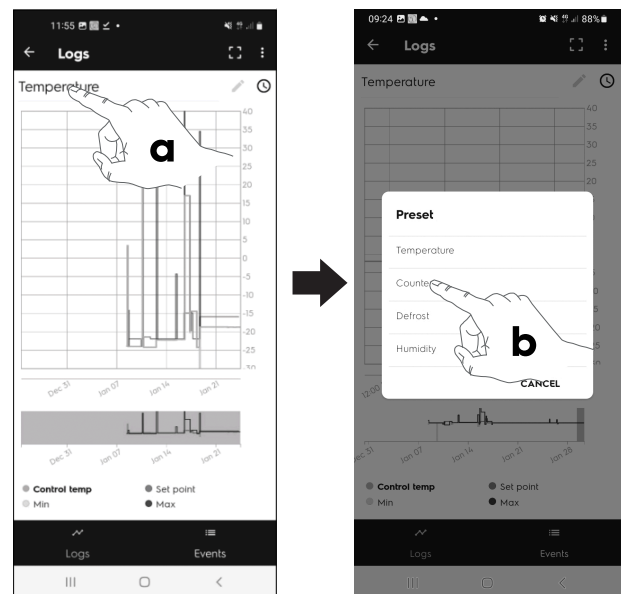 11:55
Logs
Temperature
a
40
35
30
25
20
15
10
5
0
-5
-10
-15
-20
-25
Dec 31
Jan 07
Jan 14
Jan 21
Dec 31
Jan 07
Jan 14
Jan 21
Control temp
Set point
Min
Max
Logs
Events
09:24
88%
Logs
Temperature
40
35
30
25
20
Preset
Temperature
Counte
Defrost
Humidity
b
CANCEL
12:00
Jan 07
Jan 14
Jan 21
Jan 28
Control temp
Set point
Min
Max
Logs
Events